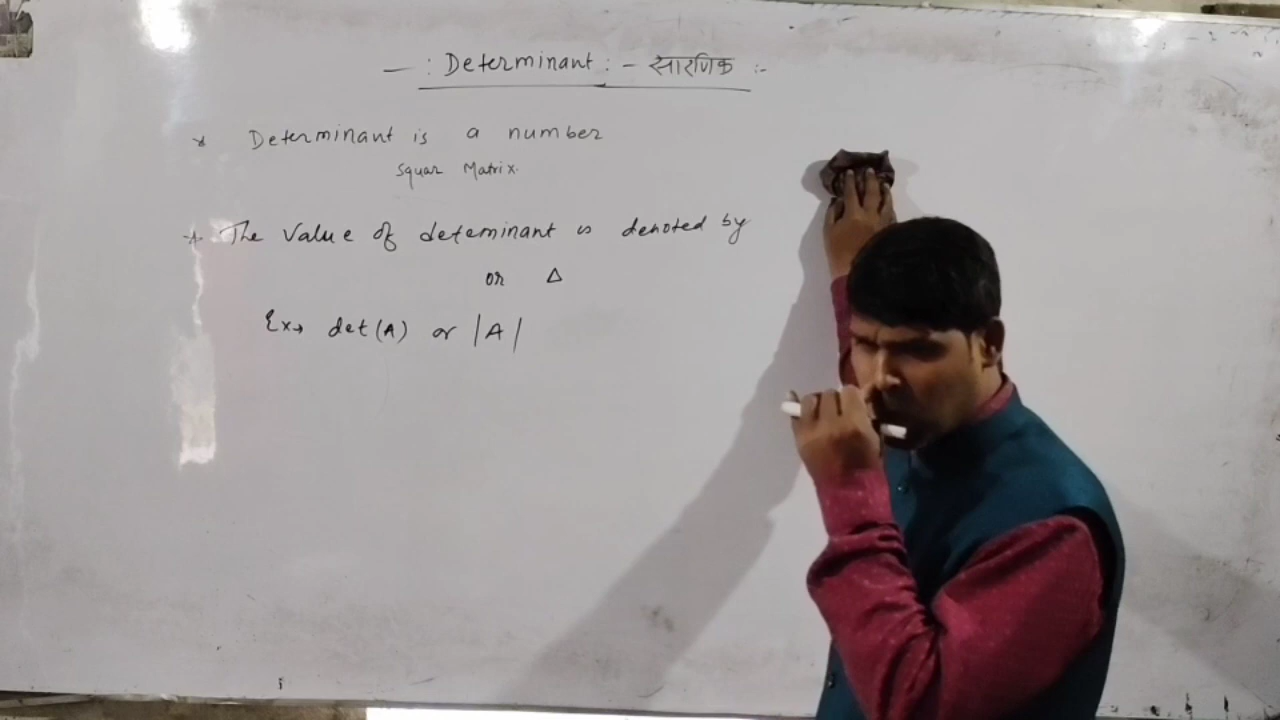 — : Determinant : - सारणिक :-
* Determinant is a number
Squar Matrix.
* The Value of deteminant is denoted by
or Δ
Ex→ det(A) or |A|